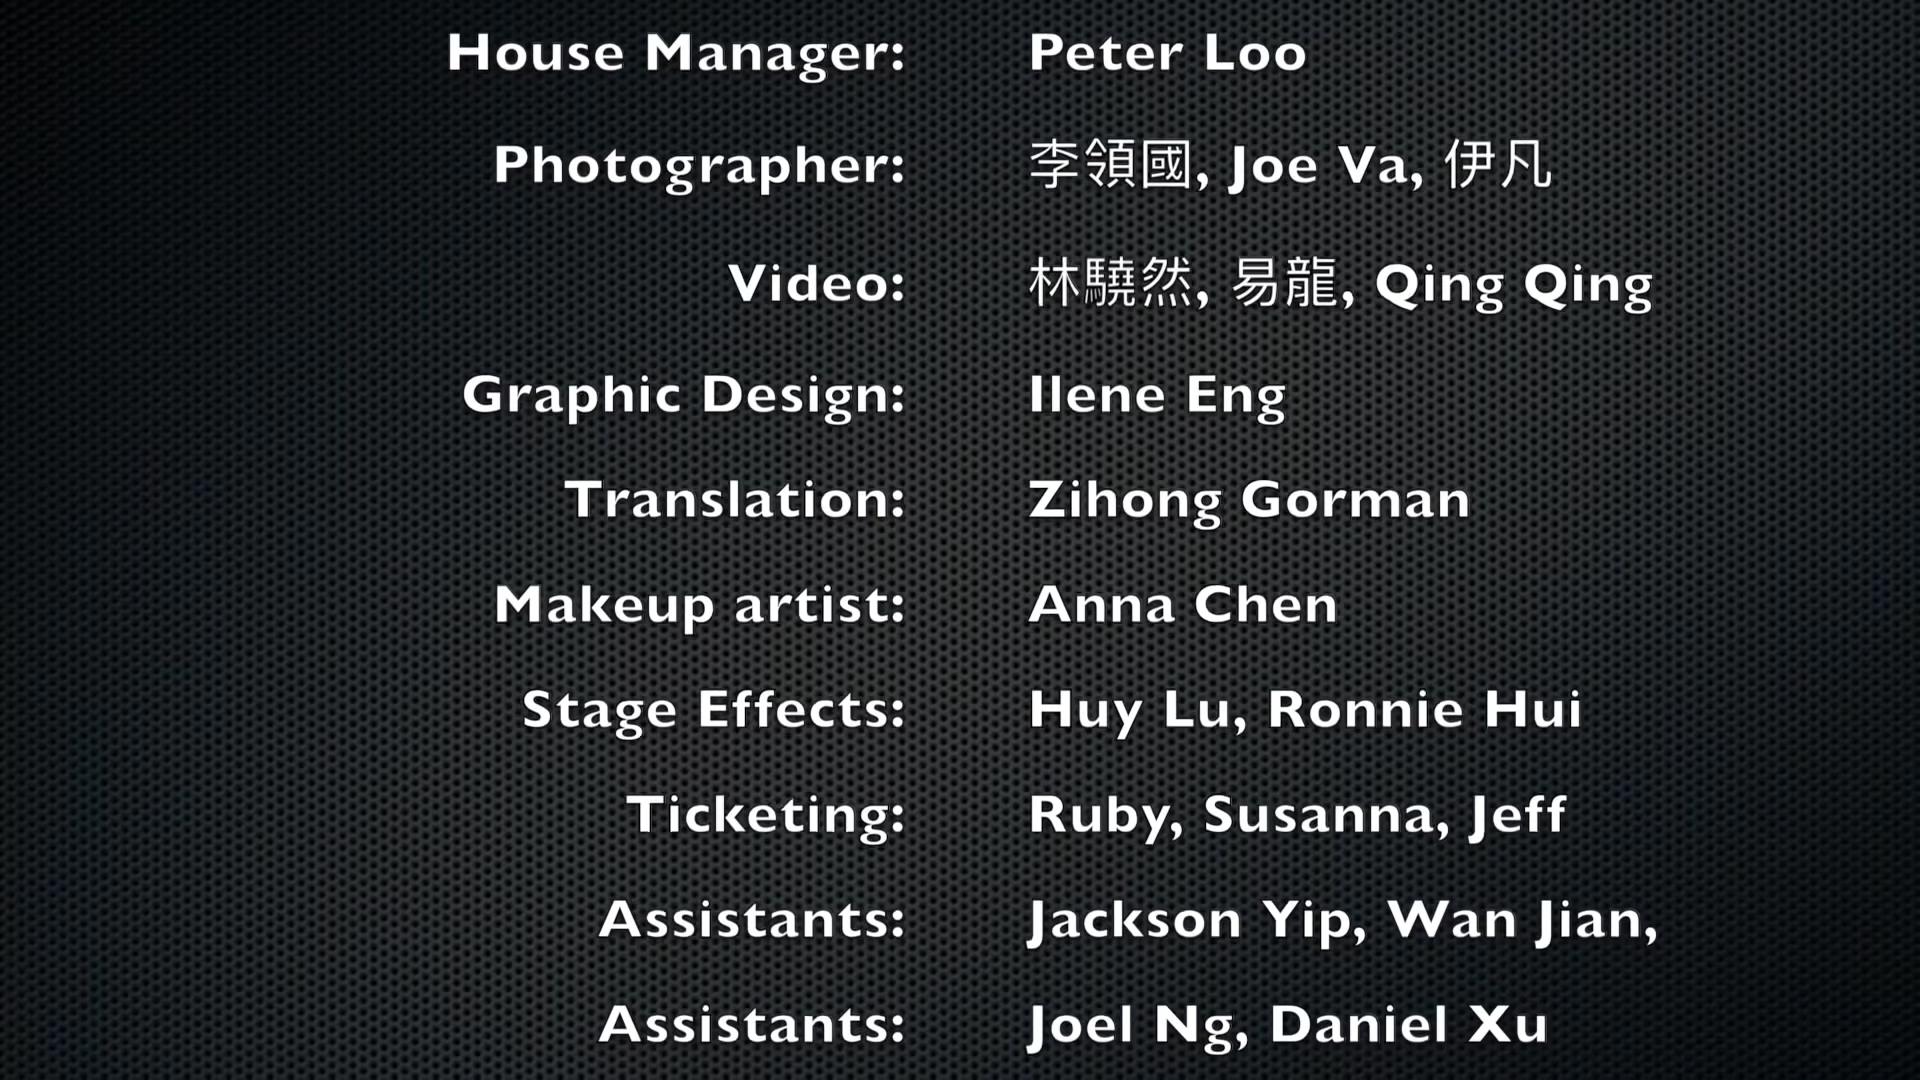 House Manager: Peter Loo
Photographer: 李領國, Joe Va, 伊凡
Video: 林驍然, 易龍, Qing Qing
Graphic Design: Ilene Eng
Translation: Zihong Gorman
Makeup artist: Anna Chen
Stage Effects: Huy Lu, Ronnie Hui
Ticketing: Ruby, Susanna, Jeff
Assistants: Jackson Yip, Wan Jian,
Assistants: Joel Ng, Daniel Xu